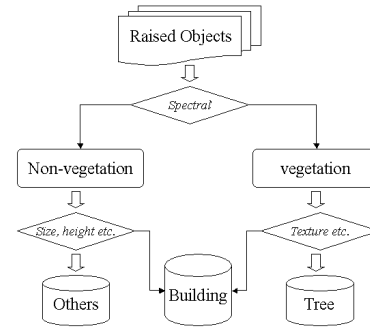 Raised Objects
Spectral
Non-vegetation
vegetation
Size, height etc.
Texture etc.
Others
Building
Tree